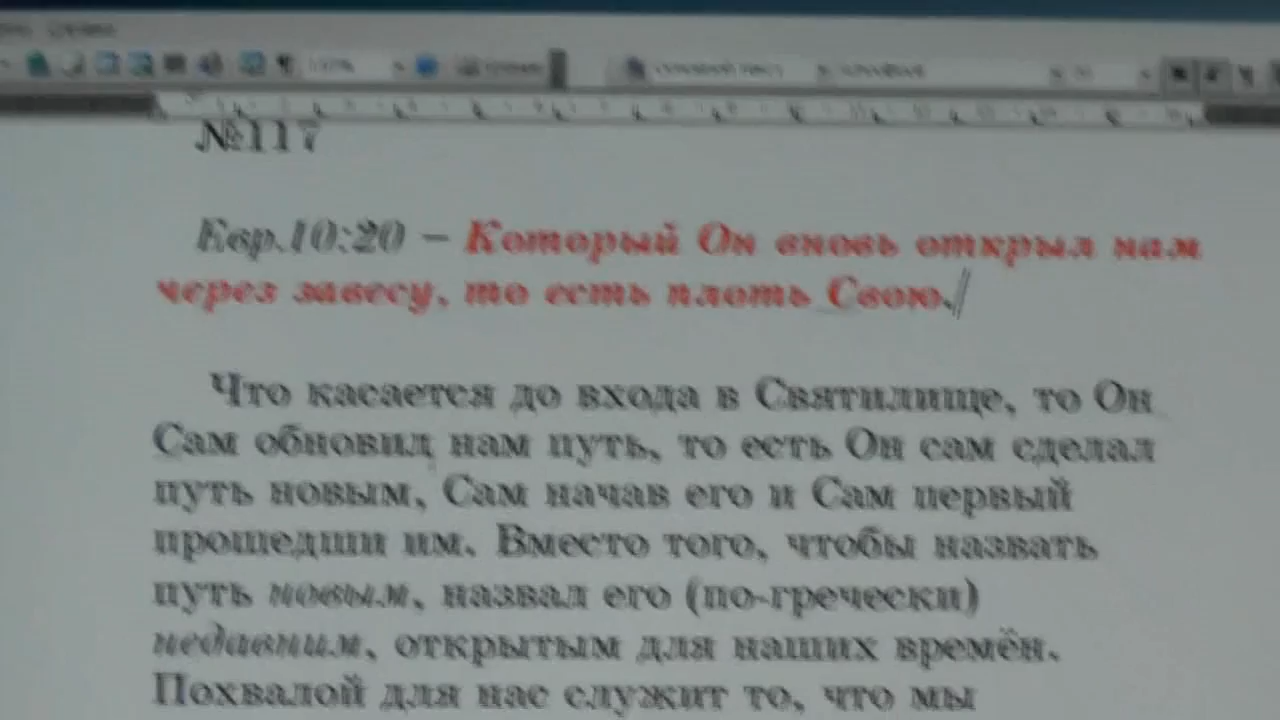 №117
Евр.10:20 – Который Он вновь открыл нам
через завесу, то есть плоть Свою.
Что касается до входа в Святилище, то Он
Сам обновил нам путь, то есть Он сам сделал
путь новым, Сам начав его и Сам первый
прошедши им. Вместо того, чтобы назвать
путь новым, назвал его (по-гречески)
недавним, открытым для наших времён.
Похвалой для нас служит то, что мы